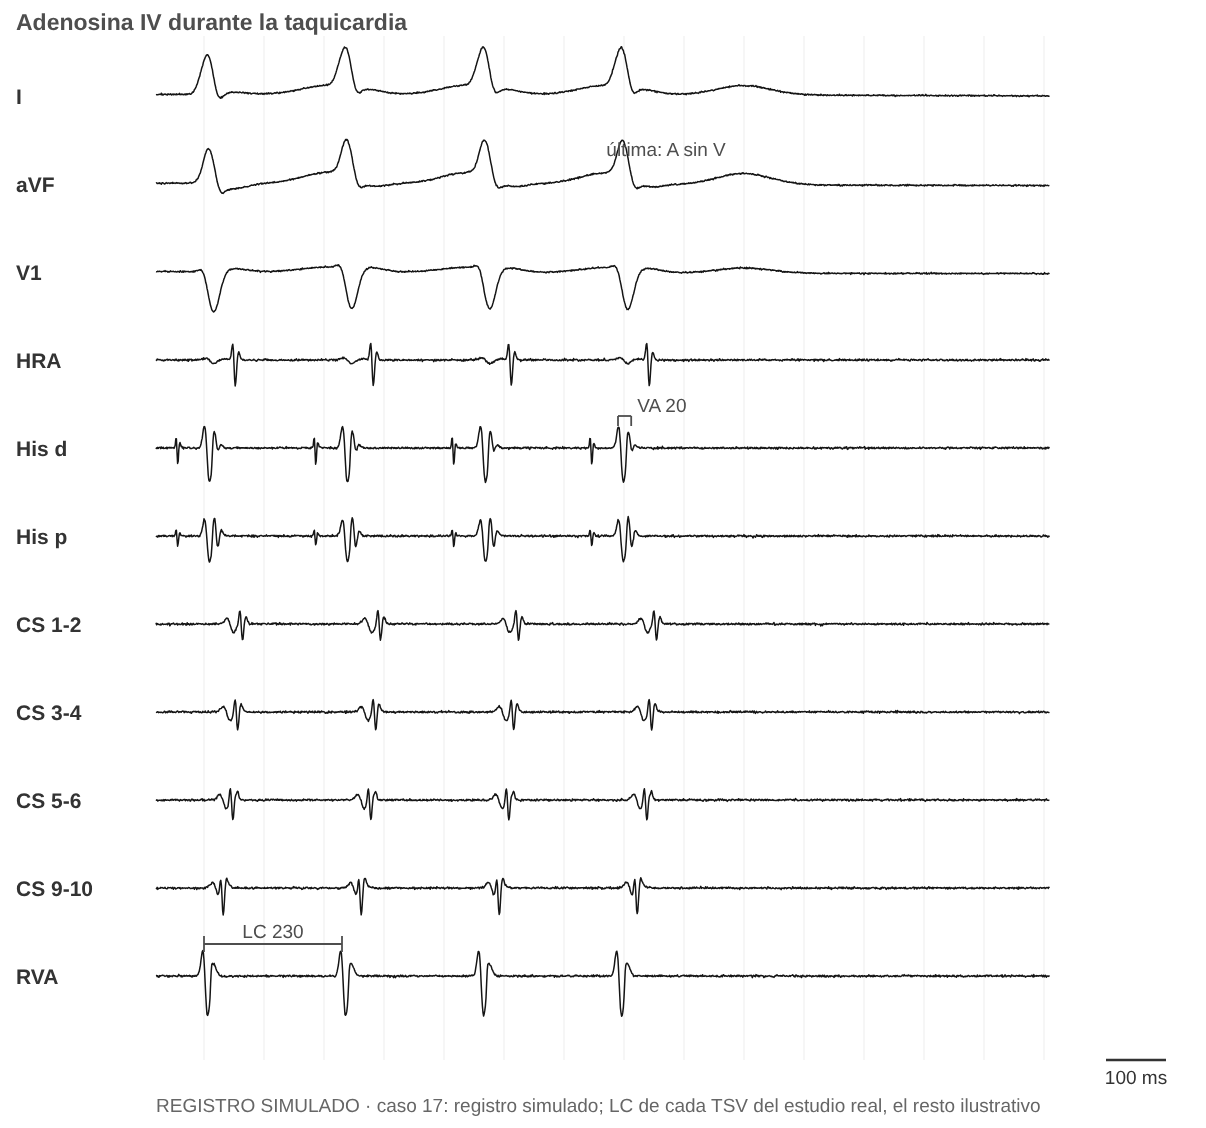 Adenosina IV durante la taquicardia
I
última: A sin V
aVF
V1
HRA
VA 20
His d
His p
CS 1-2
CS 3-4
CS 5-6
CS 9-10
LC 230
RVA
100 ms
REGISTRO SIMULADO · caso 17: registro simulado; LC de cada TSV del estudio real, el resto ilustrativo